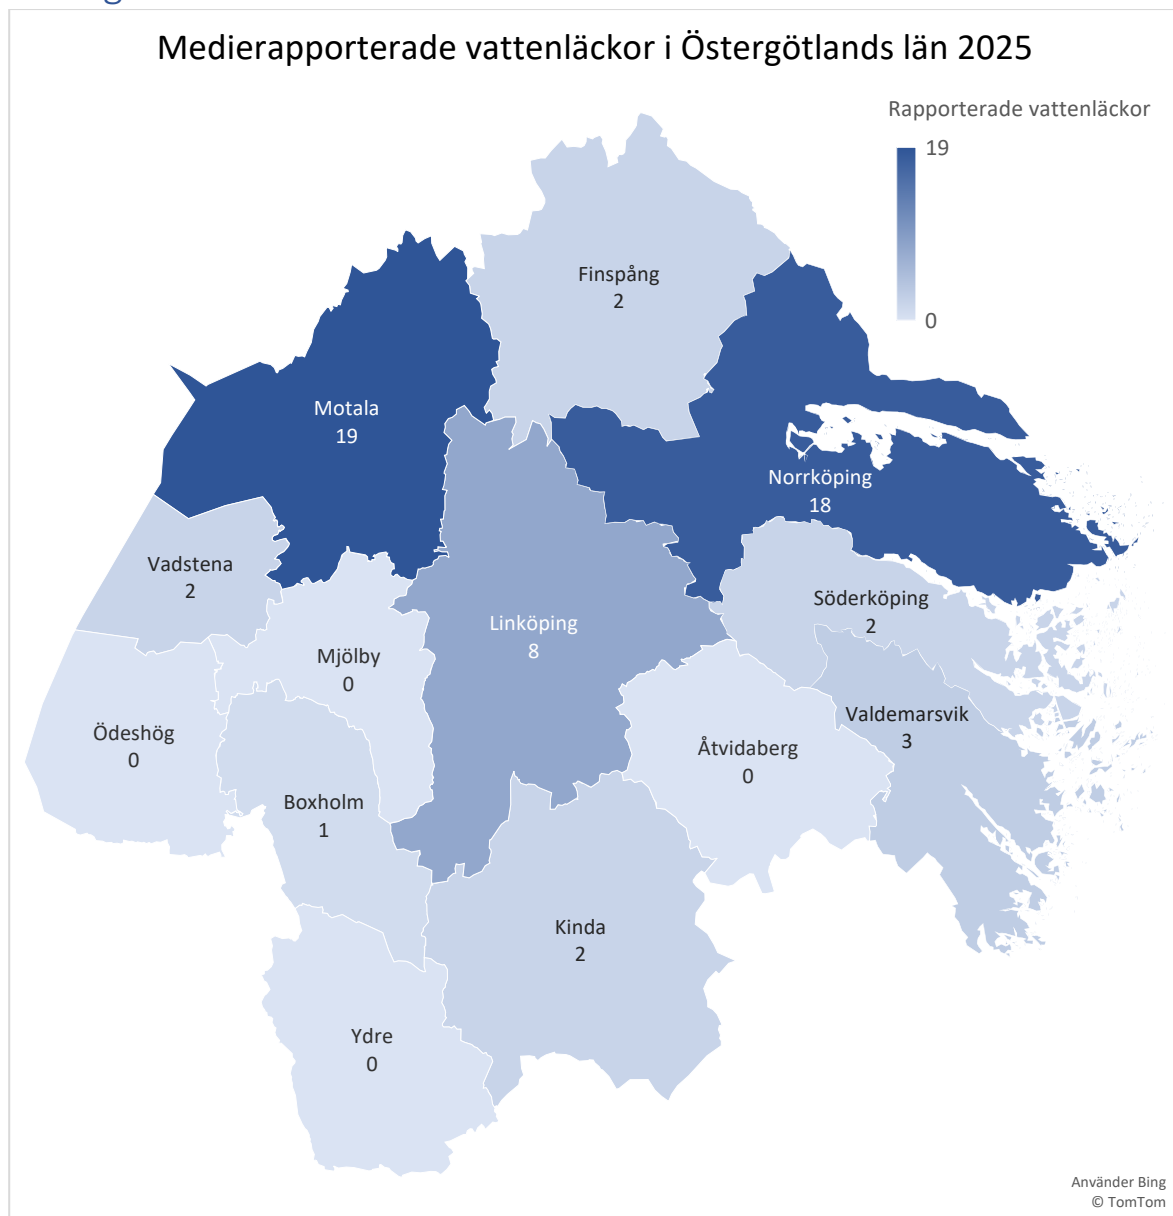 Medierapporterade vattenläckor i Östergötlands län 2025
Rapporterade vattenläckor
19
0
Finspång
2
Motala
19
Norrköping
18
Vadstena
2
Söderköping
2
Linköping
8
Mjölby
0
Valdemarsvik
3
Ödeshög
0
Åtvidaberg
0
Boxholm
1
Kinda
2
Ydre
0
Använder Bing
© TomTom